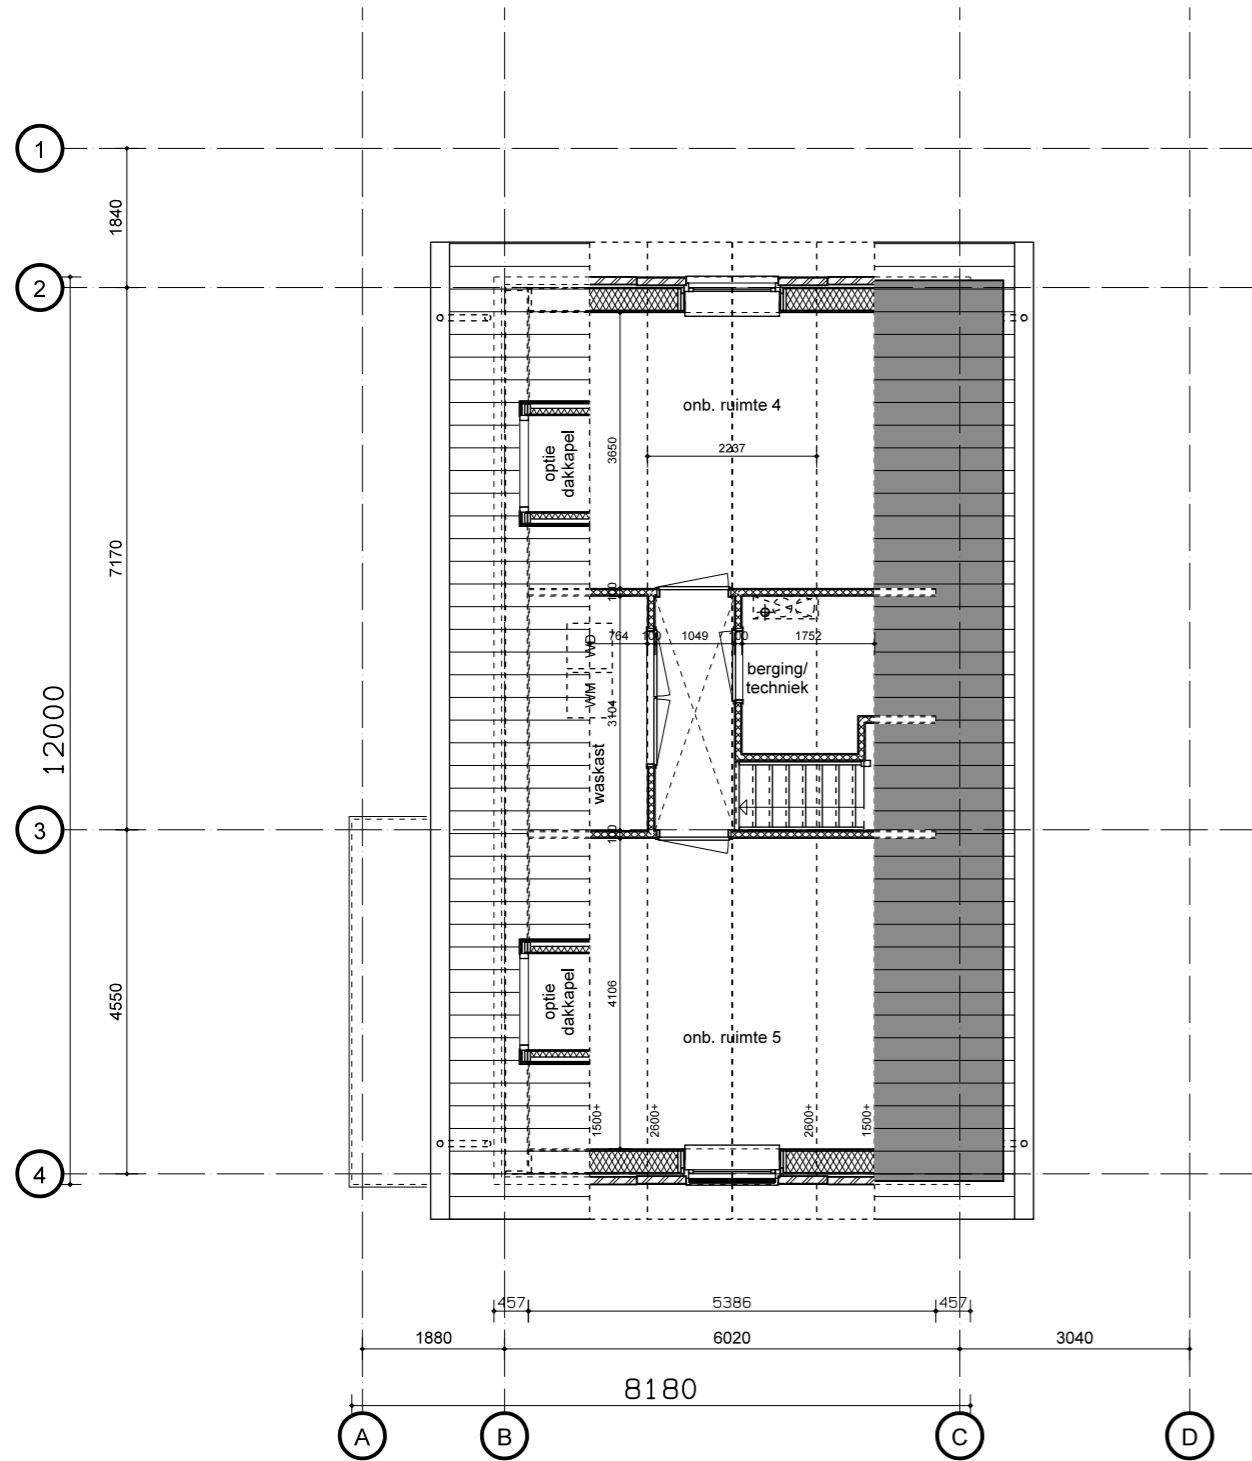 1
1840
2
onb. ruimte 4
optie
dakkapel
3650
2237
7170
100
764
100
1049
100
1752
WD
berging/
techniek
WM
3104
12000
waskast
3
100
optie
dakkapel
4106
4550
onb. ruimte 5
1500+
2600+
2600+
1500+
4
457
5386
457
1880
6020
3040
8180
A
B
C
D